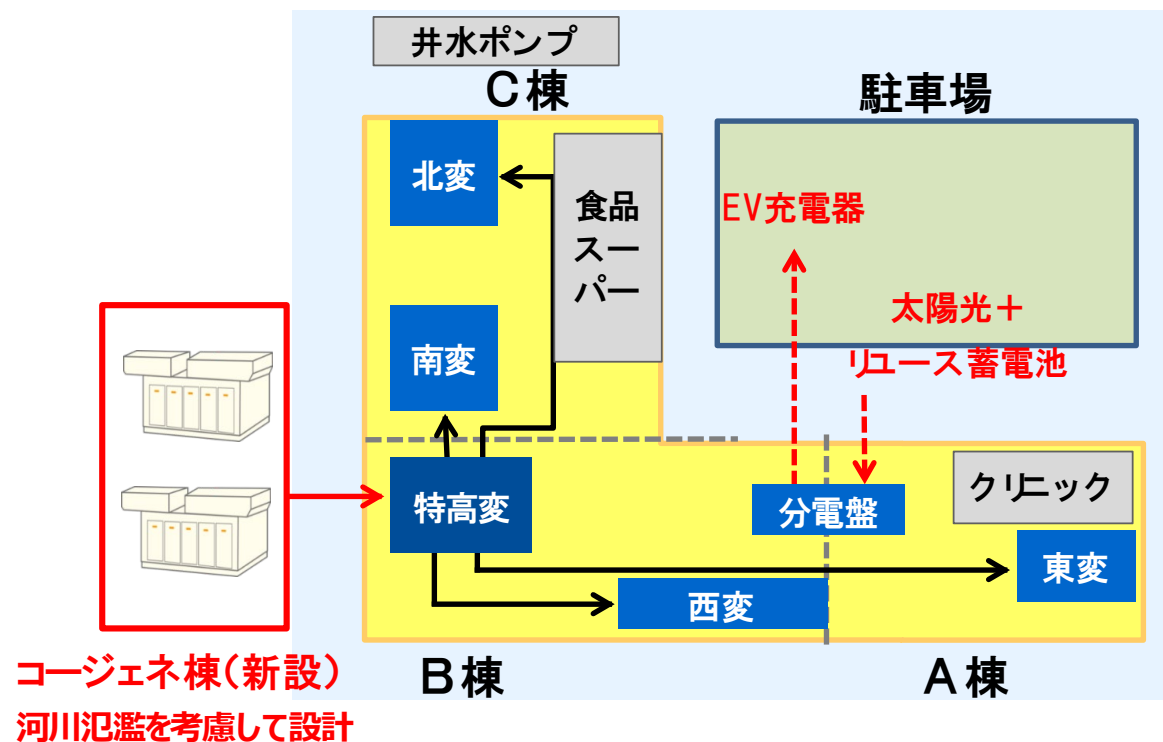 井水ポンプ
C棟
駐車場
北変
食品
スー
パー
EV充電器
太陽光＋
リユース蓄電池
南変
特高変
分電盤
クリニック
東変
西変
コージェネ棟（新設）
河川氾濫を考慮して設計
B棟
A棟